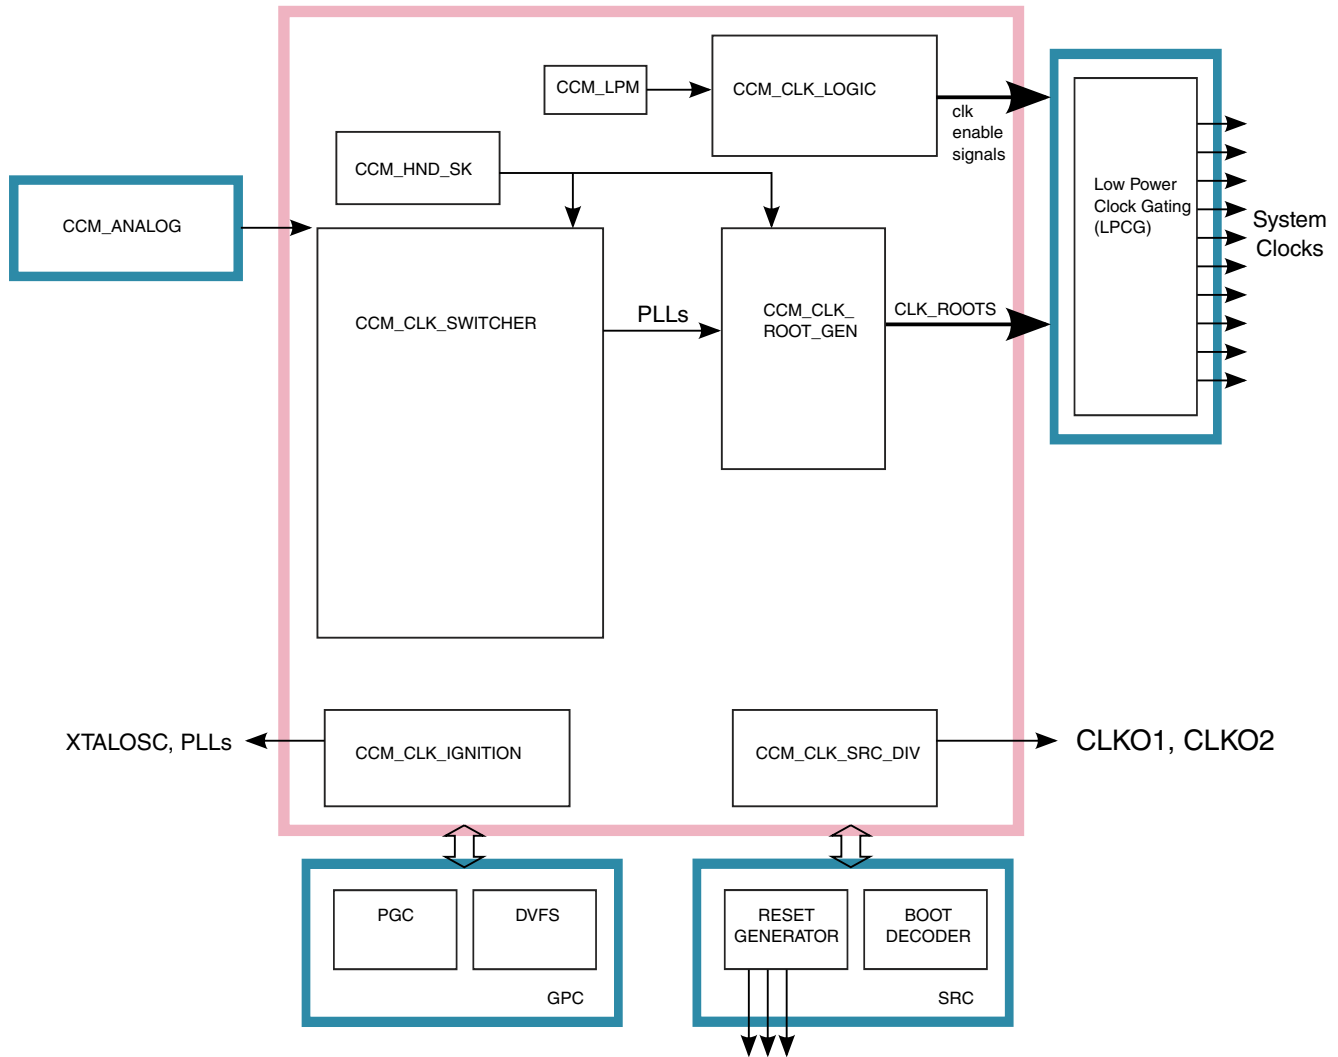 CCM_LPM
CCM_CLK_LOGIC
clk
enable
signals
CCM_HND_SK
CCM_ANALOG
Low Power
Clock Gating
(LPCG)
System
Clocks
CCM_CLK_SWITCHER
PLLs
CCM_CLK_
ROOT_GEN
CLK_ROOTS
XTALOSC, PLLs
CCM_CLK_IGNITION
CCM_CLK_SRC_DIV
CLKO1, CLKO2
PGC
DVFS
GPC
RESET
GENERATOR
BOOT
DECODER
SRC